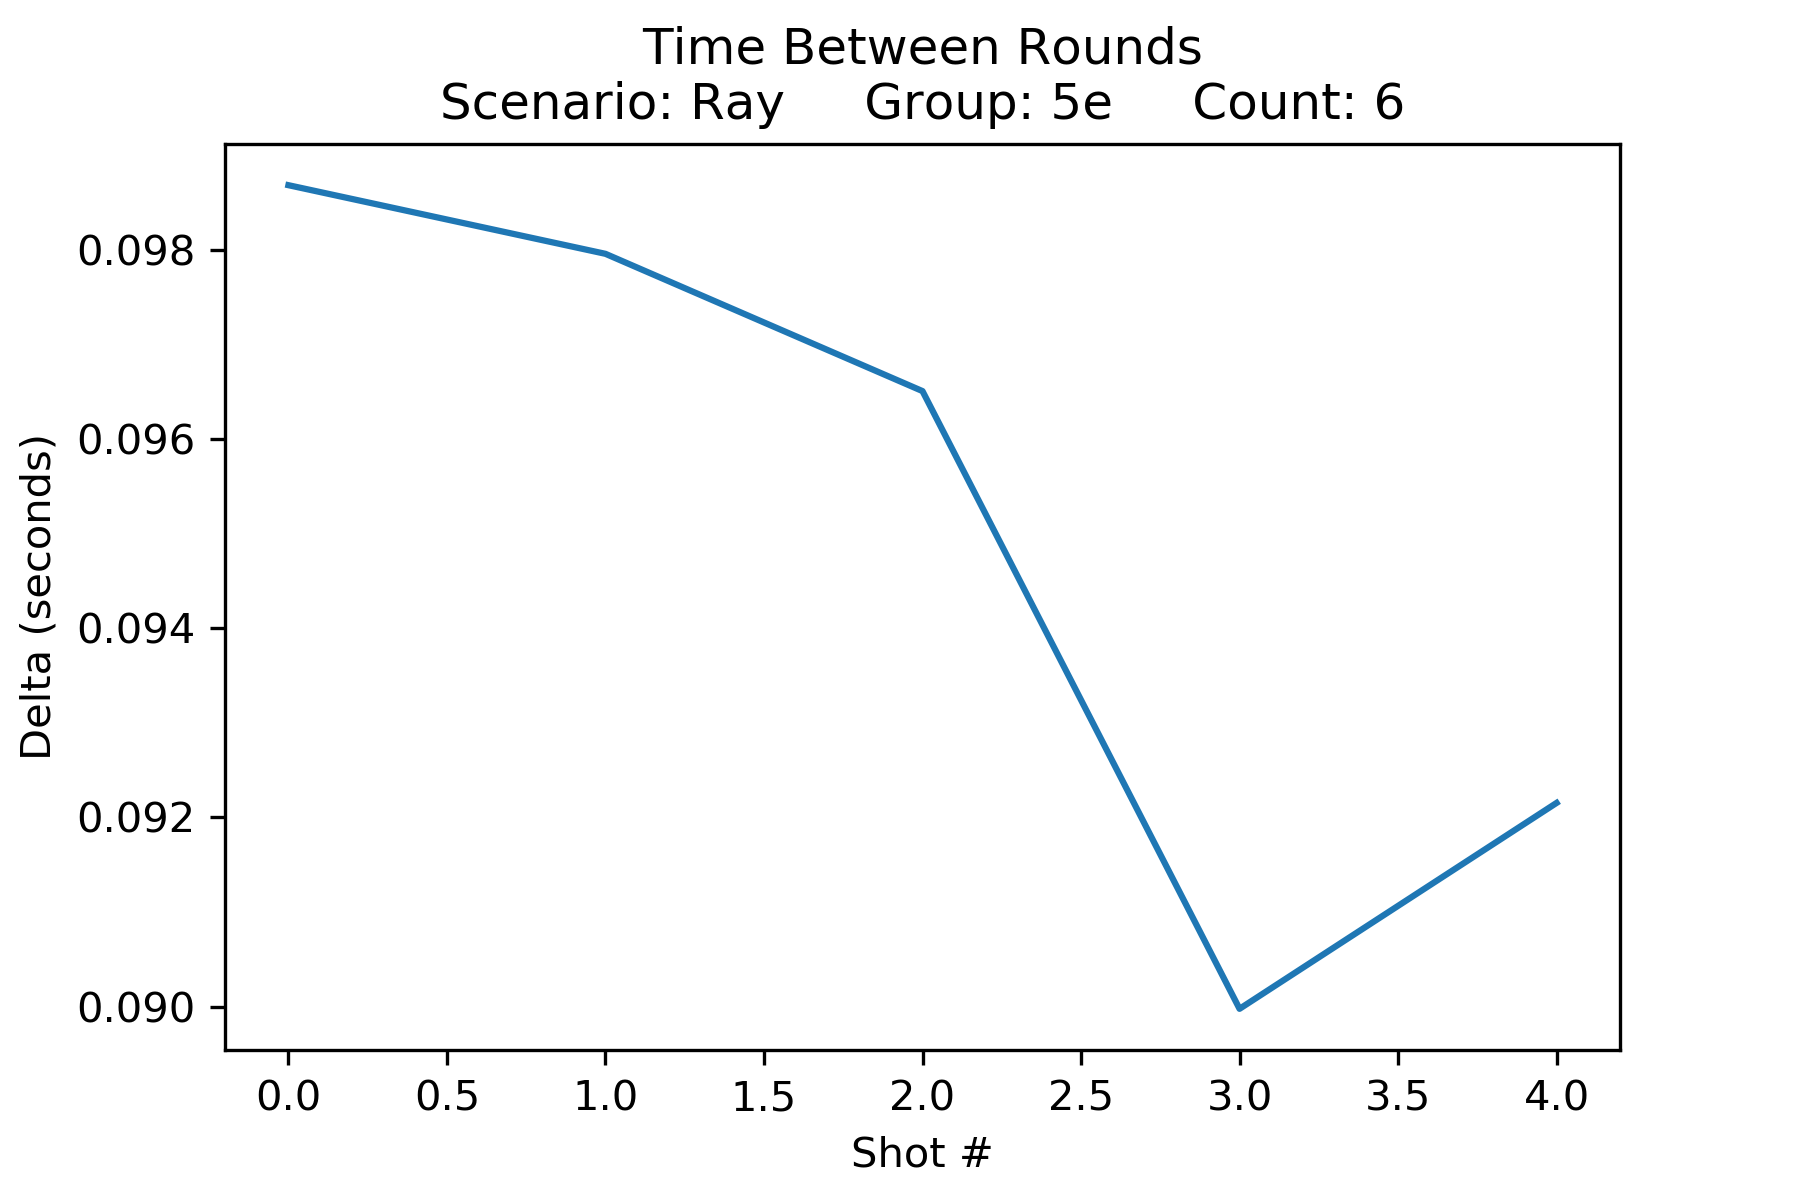 Time Between Rounds
Scenario: Ray Group: 5e Count: 6
Delta (seconds)
0.098
0.096
0.094
0.092
0.090
0.0 0.5 1.0 1.5 2.0 2.5 3.0 3.5 4.0
Shot #